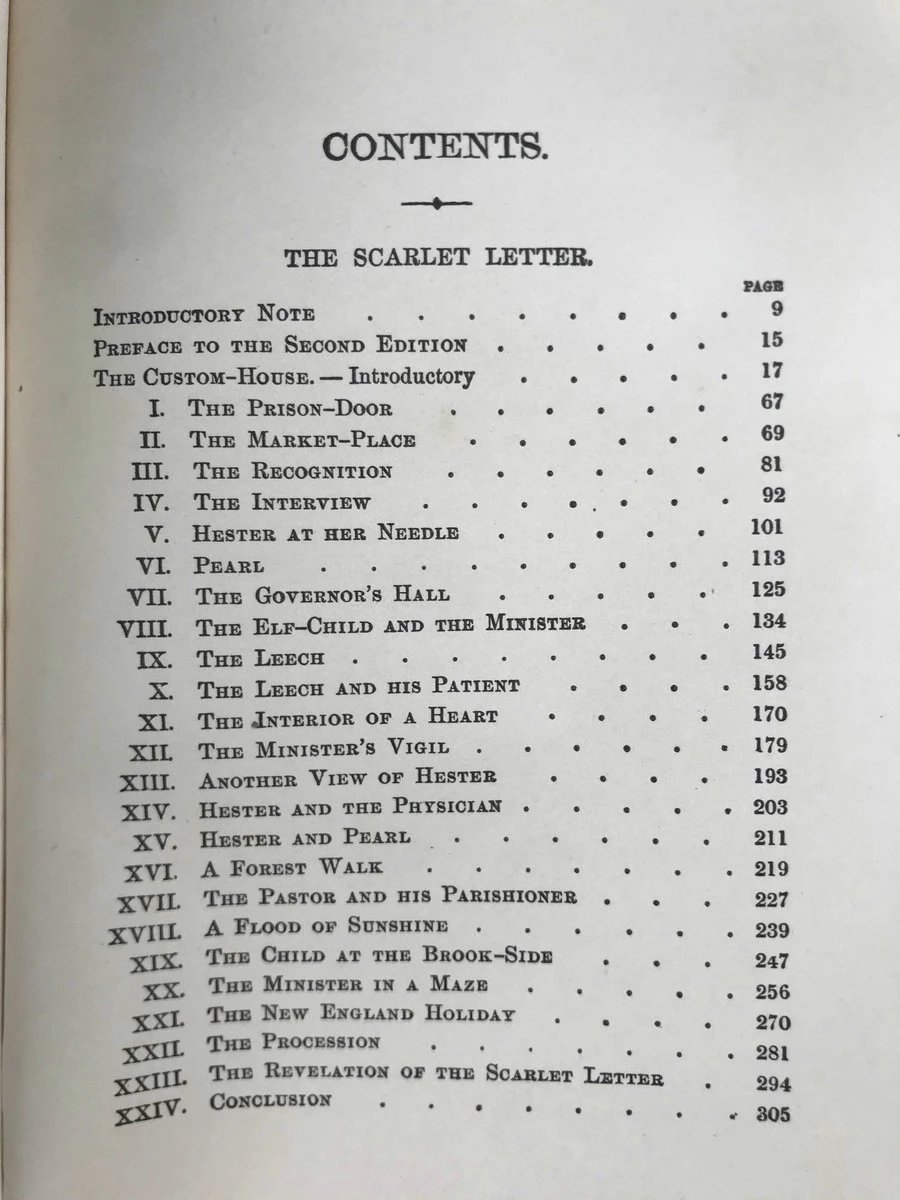 CONTENTS.
THE SCARLET LETTER.
PAGE
INTRODUCTORY NOTE . . . . . . . . 9
PREFACE TO THE SECOND EDITION . . . . . 15
THE CUSTOM-HOUSE. — Introductory . . . . . 17
I. THE PRISON-DOOR . . . . . . 67
II. THE MARKET-PLACE . . . . . . 69
III. THE RECOGNITION . . . . . . 81
IV. THE INTERVIEW . . . . . . . 92
V. HESTER AT HER NEEDLE . . . . . 101
VI. PEARL . . . . . . . . . 113
VII. THE GOVERNOR'S HALL . . . . . 125
VIII. THE ELF-CHILD AND THE MINISTER . . . 134
IX. THE LEECH . . . . . . . . 145
X. THE LEECH AND HIS PATIENT . . . . 158
XI. THE INTERIOR OF A HEART . . . . 170
XII. THE MINISTER'S VIGIL . . . . . . 179
XIII. ANOTHER VIEW OF HESTER . . . . 193
XIV. HESTER AND THE PHYSICIAN . . . . . 203
XV. HESTER AND PEARL . . . . . . 211
XVI. A FOREST WALK . . . . . . . 219
XVII. THE PASTOR AND HIS PARISHIONER . . . 227
XVIII. A FLOOD OF SUNSHINE . . . . . . 239
XIX. THE CHILD AT THE BROOK-SIDE . . . 247
XX. THE MINISTER IN A MAZE . . . . . 256
XXI. THE NEW ENGLAND HOLIDAY . . . . 270
XXII. THE PROCESSION . . . . . . . 281
XXIII. THE REVELATION OF THE SCARLET LETTER . 294
XXIV. CONCLUSION . . . . . . . . 305